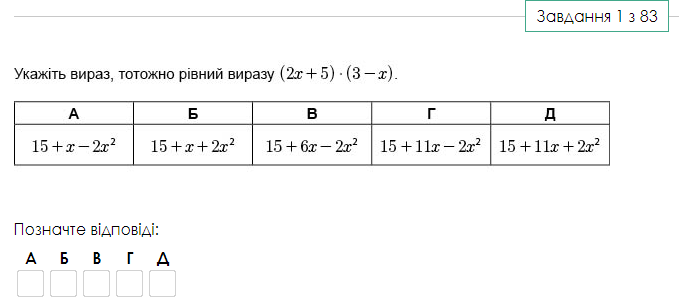 Завдання 1 з 83
Укажіть вираз, тотожно рівний виразу (2x+5)·(3−x).
А Б В Г Д
15+x−2x² 15+x+2x² 15+6x−2x² 15+11x−2x² 15+11x+2x²
Позначте відповіді:
А Б В Г Д